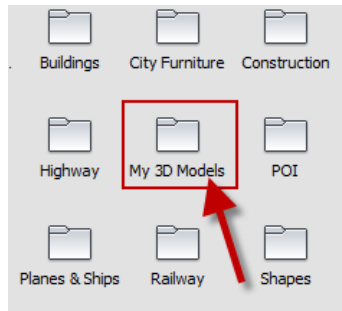 Buildings City Furniture Construction
Highway My 3D Models POI
Planes & Ships Railway Shapes